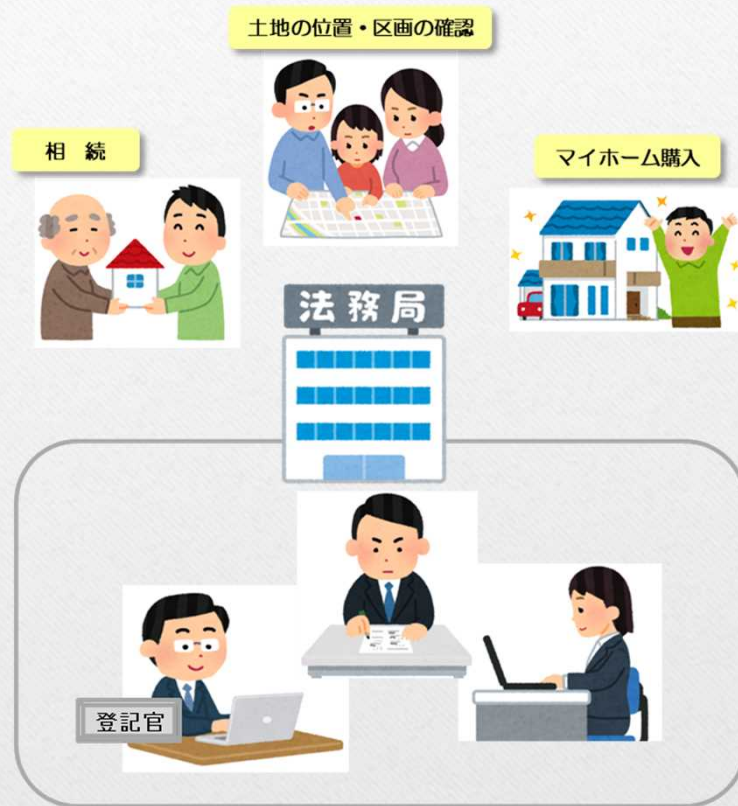 土地の位置・区画の確認
相　続
マイホーム購入
法務局
登記官